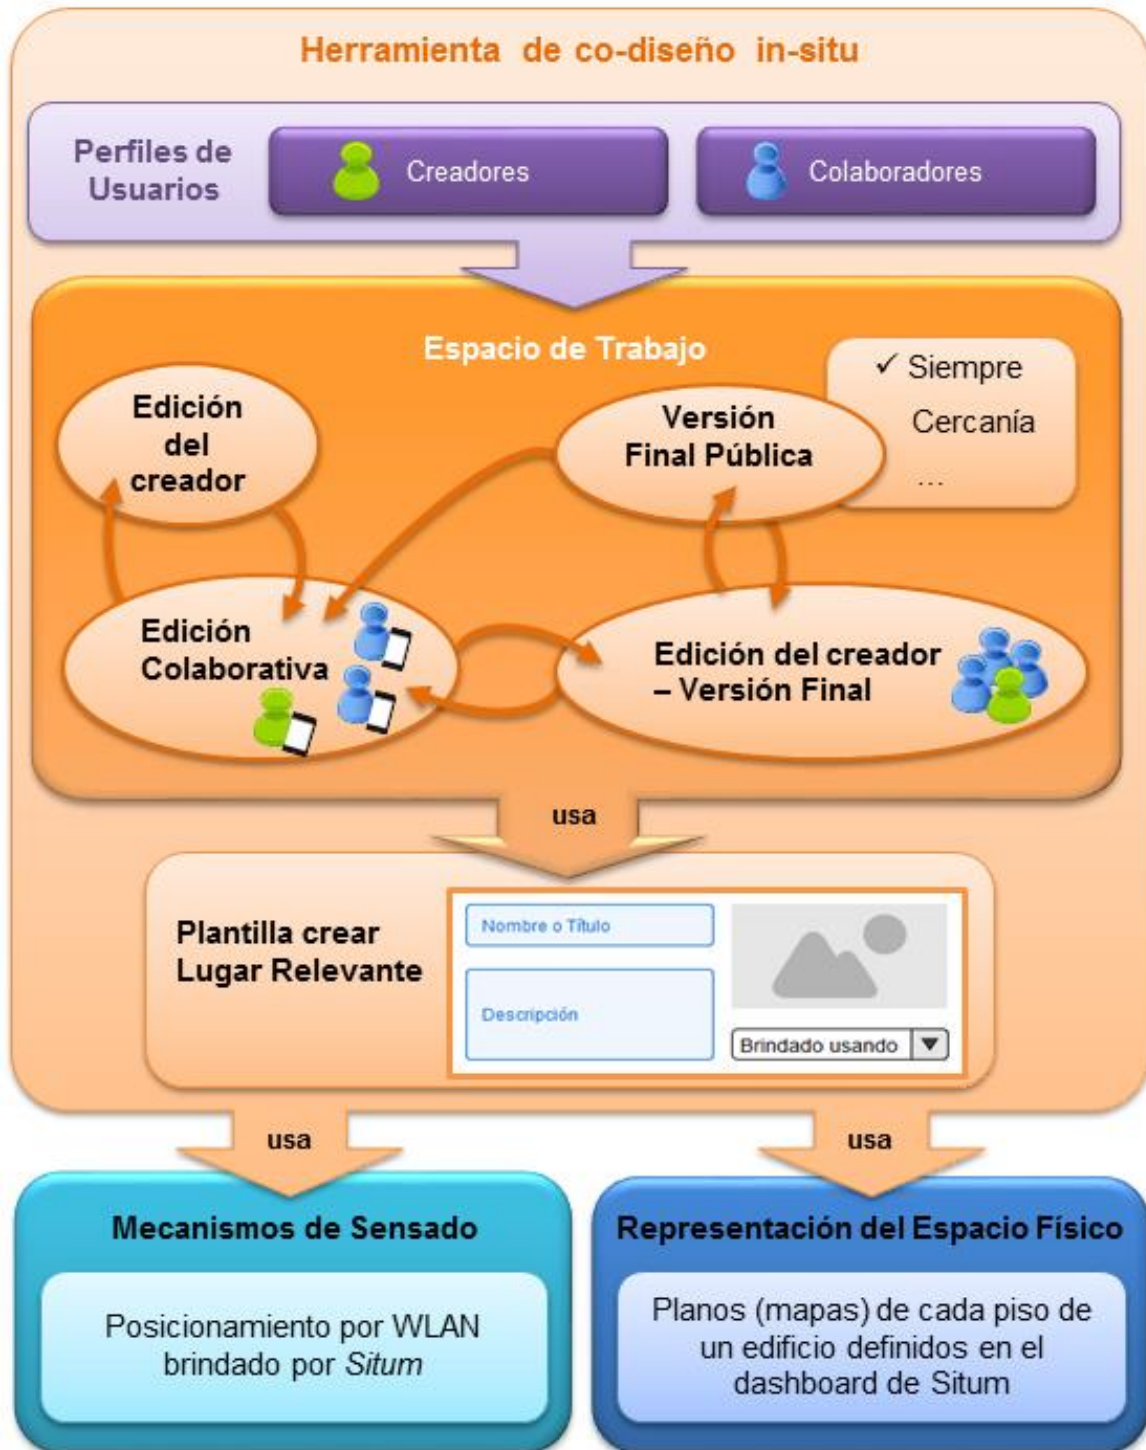 Herramienta de co-diseño in-situ
Perfiles de
Usuarios
Creadores
Colaboradores
Espacio de Trabajo
Edición
del
creador
Versión
Final Pública
✓ Siempre
Cercanía
...
Edición
Colaborativa
Edición del creador
– Versión Final
usa
Plantilla crear
Lugar Relevante
Nombre o Título
Descripción
Brindado usando
usa
usa
Mecanismos de Sensado
Posicionamiento por WLAN
brindado por Situm
Representación del Espacio Físico
Planos (mapas) de cada piso de
un edificio definidos en el
dashboard de Situm